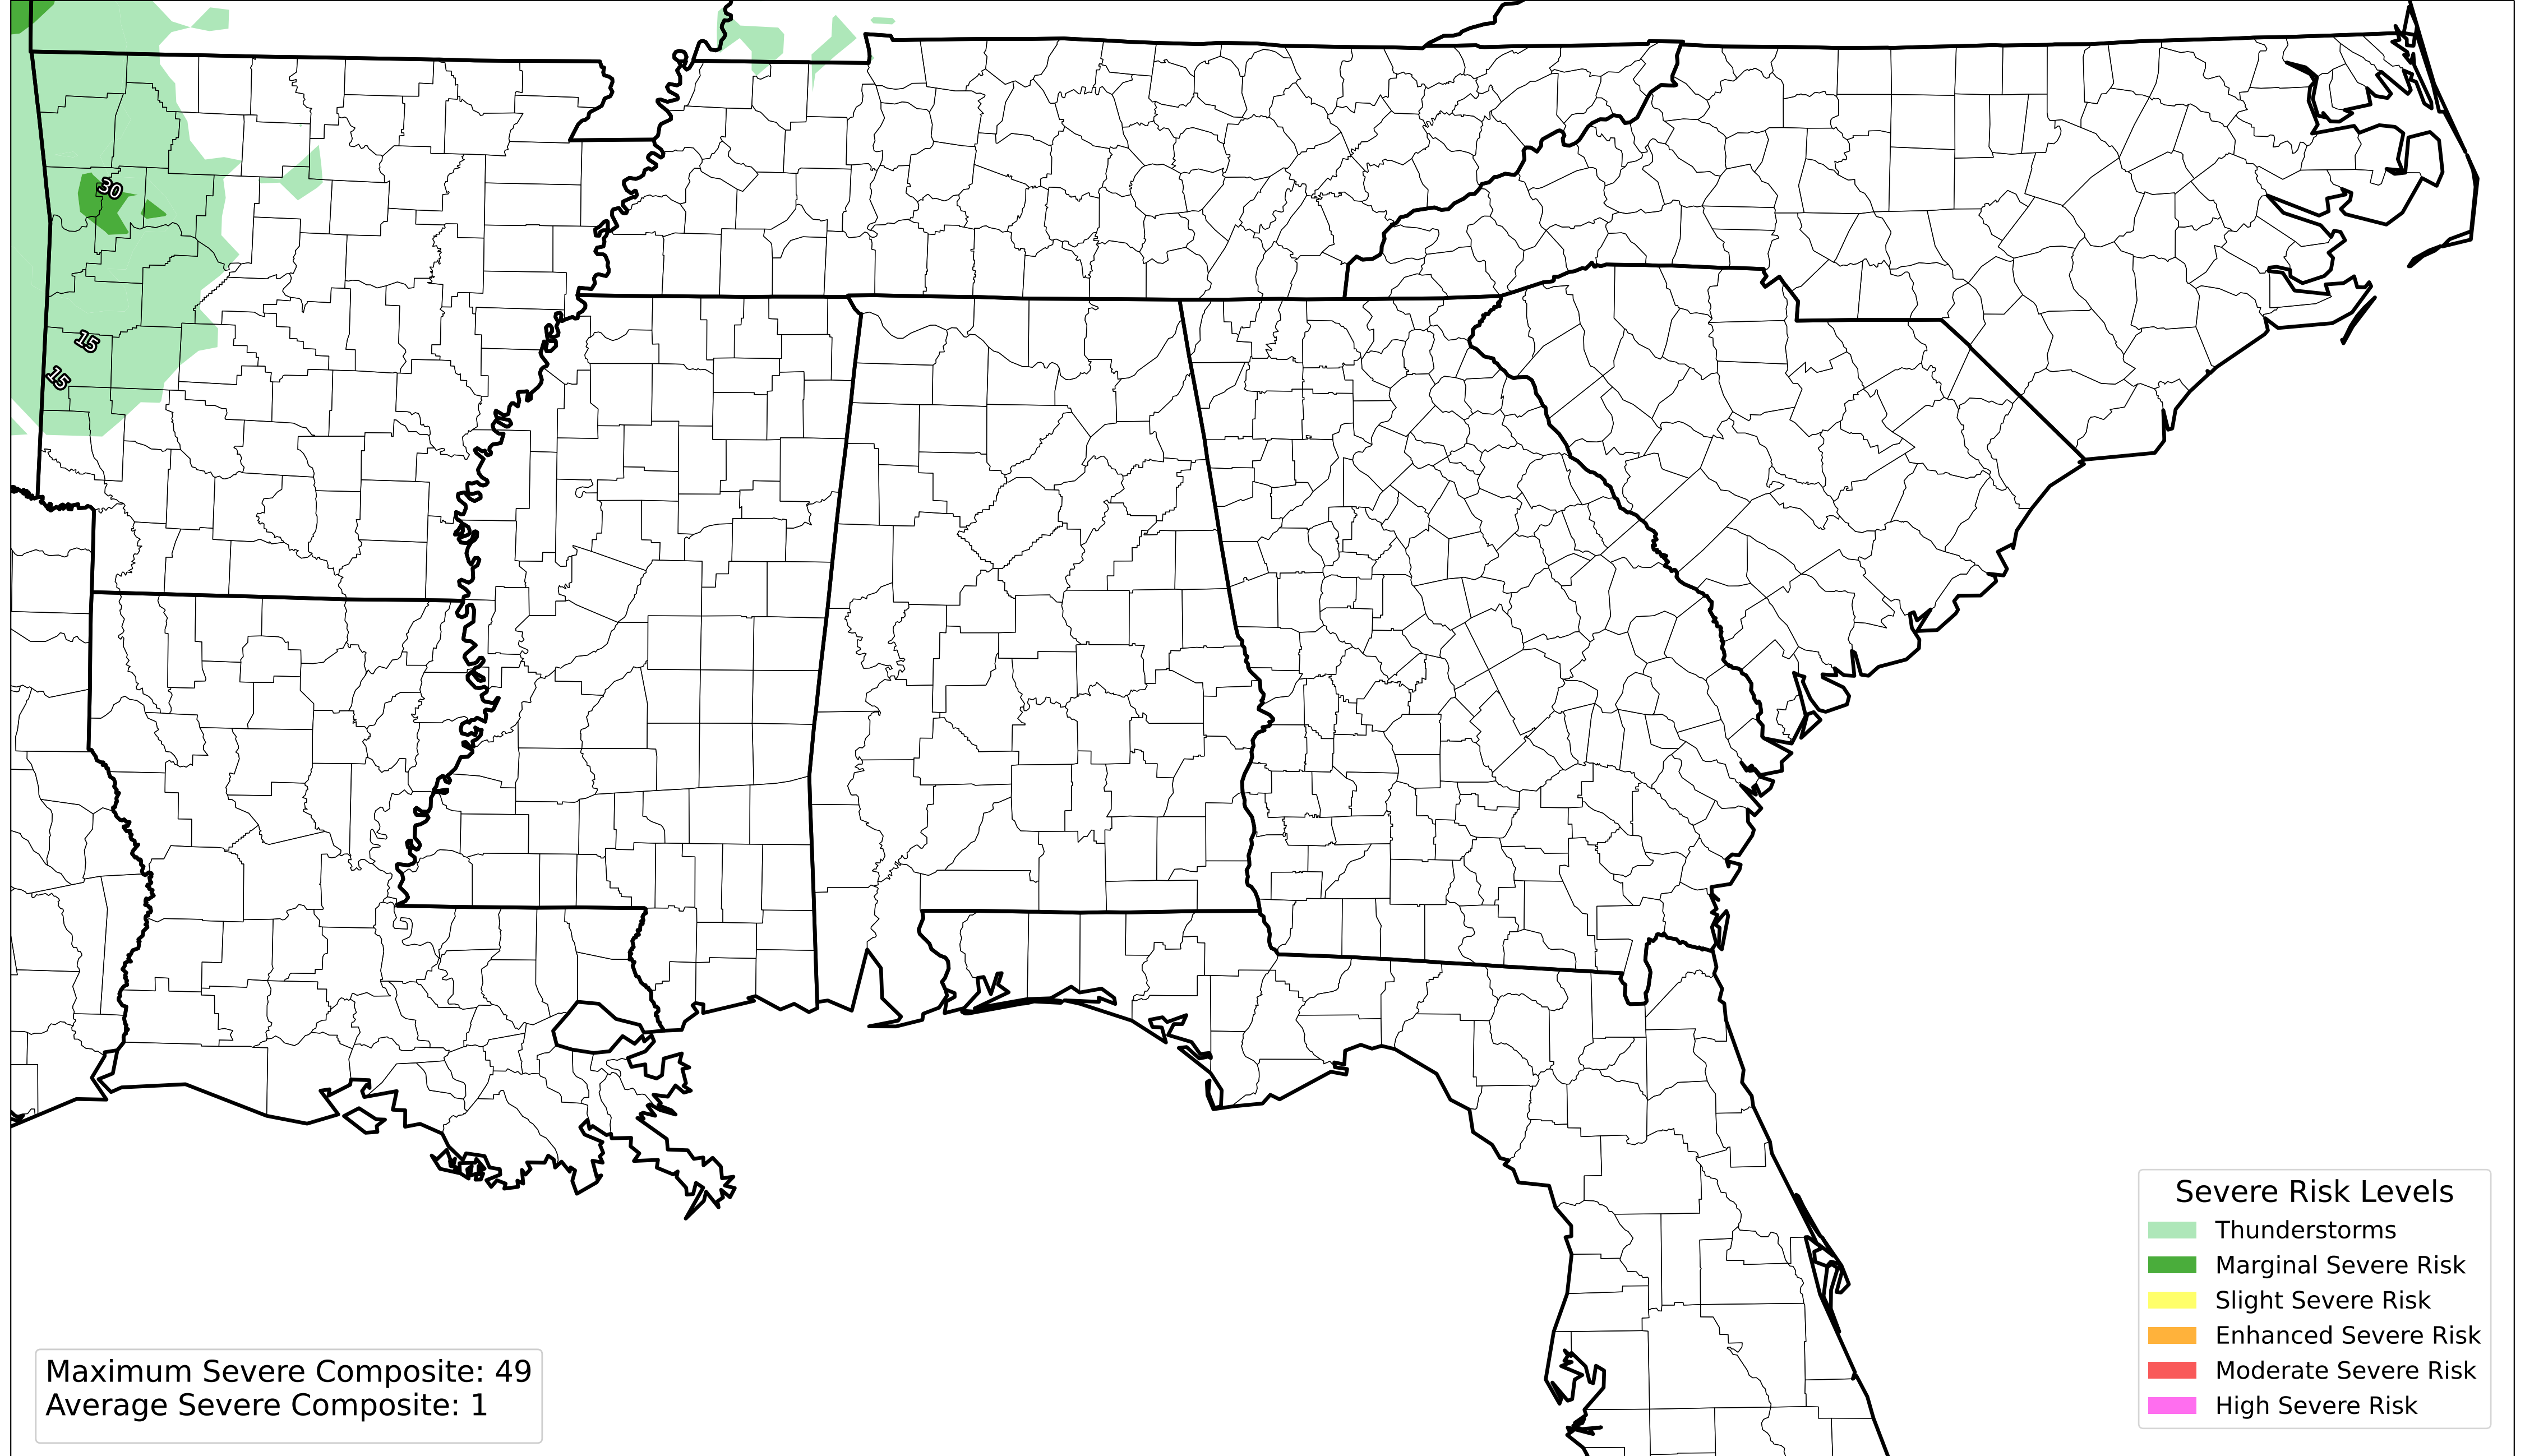 30
15
15
Severe Risk Levels
Thunderstorms
Marginal Severe Risk
Slight Severe Risk
Enhanced Severe Risk
Moderate Severe Risk
High Severe Risk
Maximum Severe Composite: 49
Average Severe Composite: 1